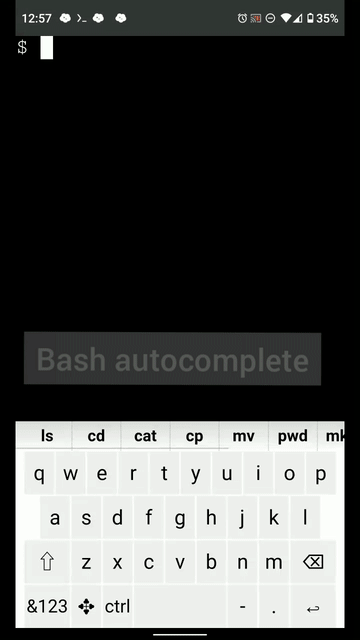 12:57 35%
$
Bash autocomplete
ls cd cat cp mv pwd mk
q w e r t y u i o p
a s d f g h j k l
z x c v b n m
&123 ctrl - .